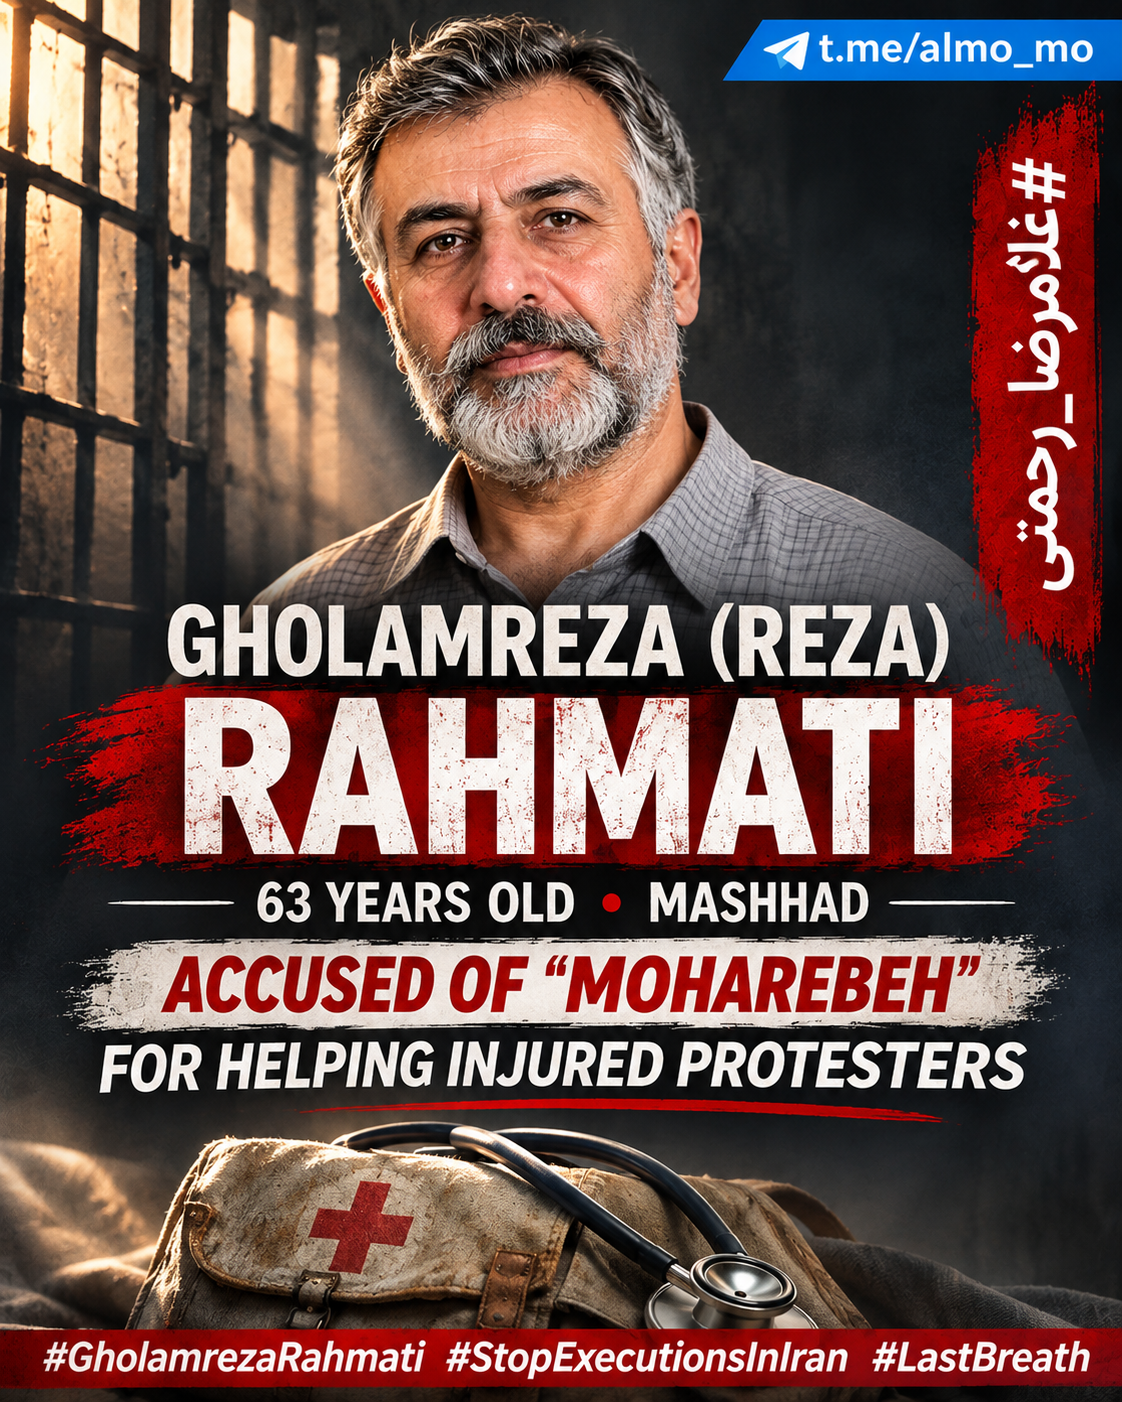 t.me/almo_mo
#غلامرضا_رحمتی
GHOLAMREZA (REZA)
RAHMATI
63 YEARS OLD • MASHHAD
ACCUSED OF “MOHAREBEH”
FOR HELPING INJURED PROTESTERS
#GholamrezaRahmati #StopExecutionsInIran #LastBreath